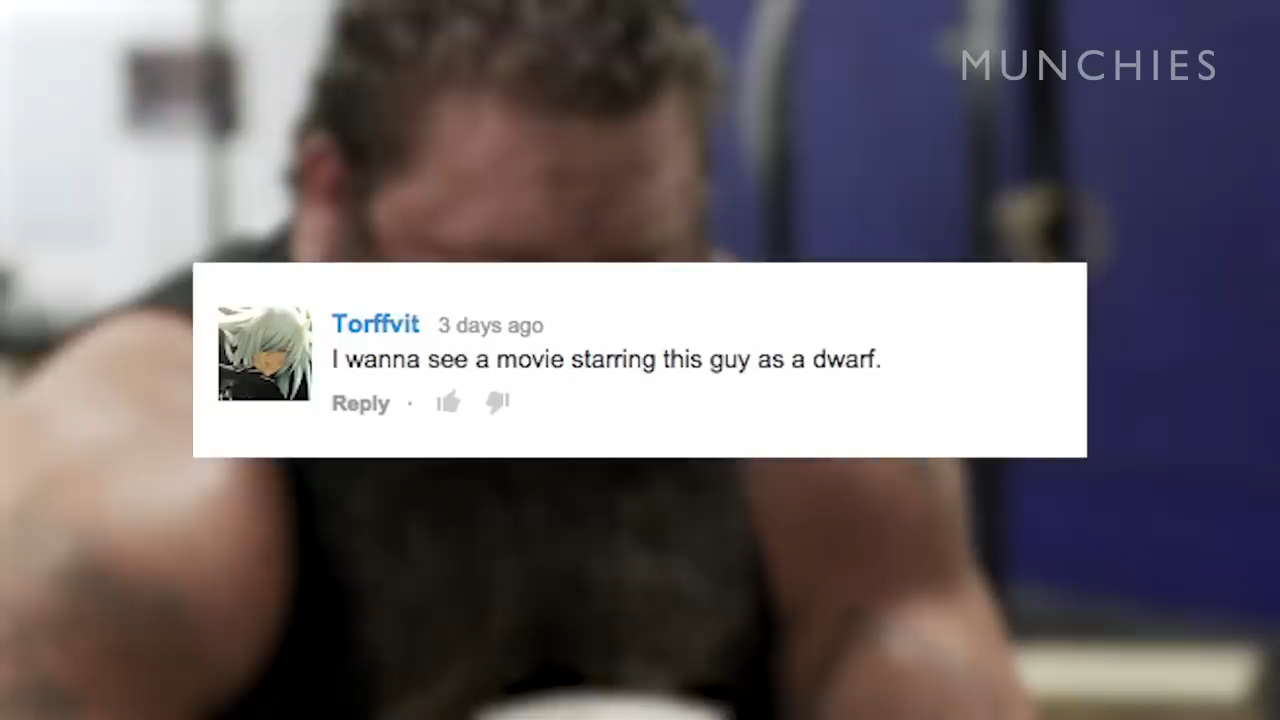 MUNCHIES
Torffvit 3 days ago
I wanna see a movie starring this guy as a dwarf.
Reply ·